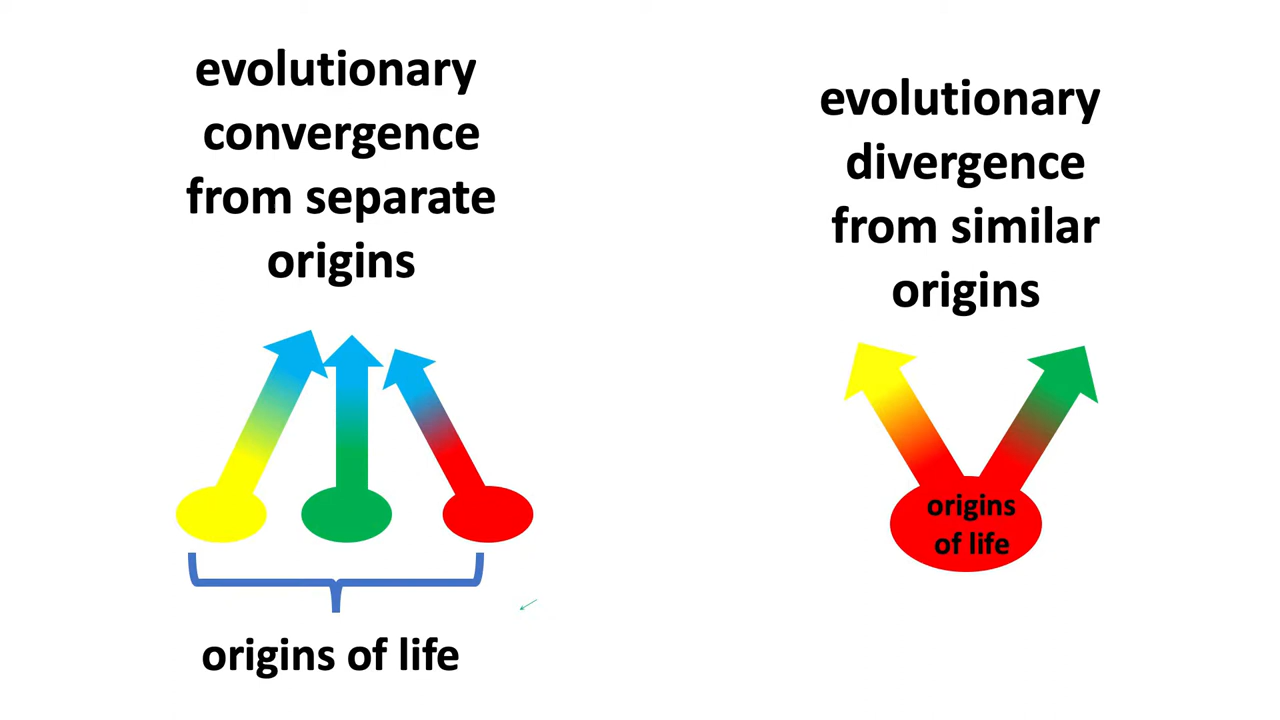 evolutionary
convergence
from separate
origins
origins of life
evolutionary
divergence
from similar
origins
origins
of life